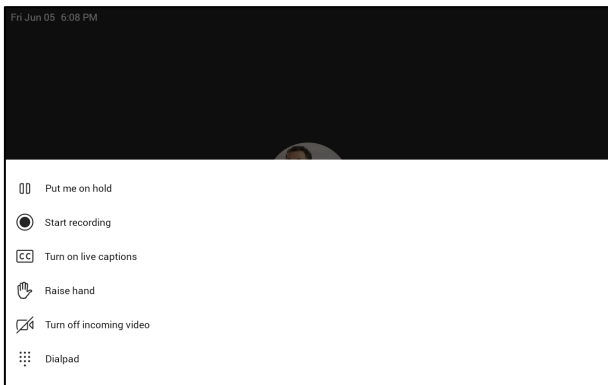 Fri Jun 05 6:08 PM
Put me on hold
Start recording
CC Turn on live captions
Raise hand
Turn off incoming video
Dialpad